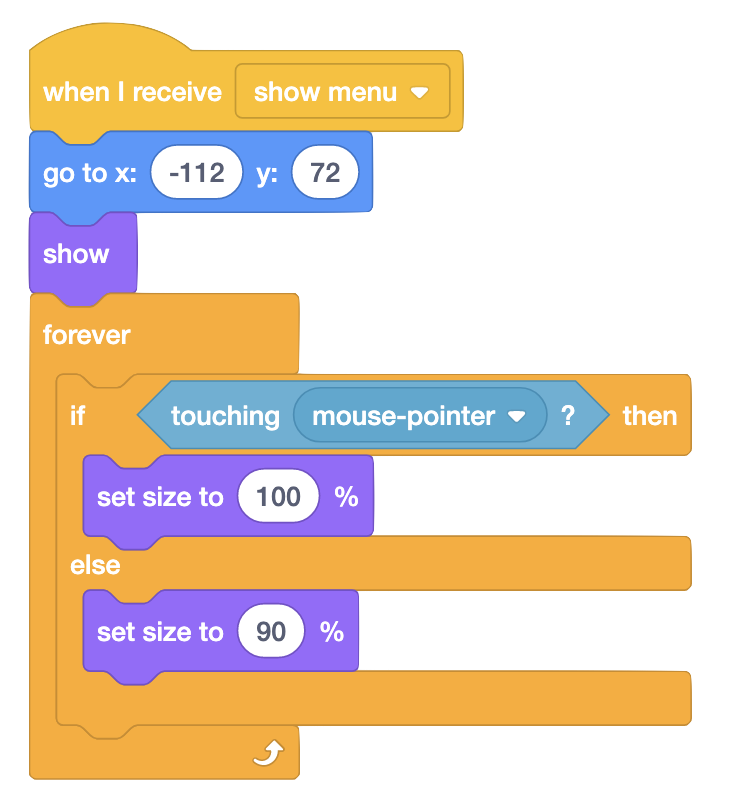 when I receive show menu
go to x: -112 y: 72
show
forever
if touching mouse-pointer ? then
set size to 100 %
else
set size to 90 %